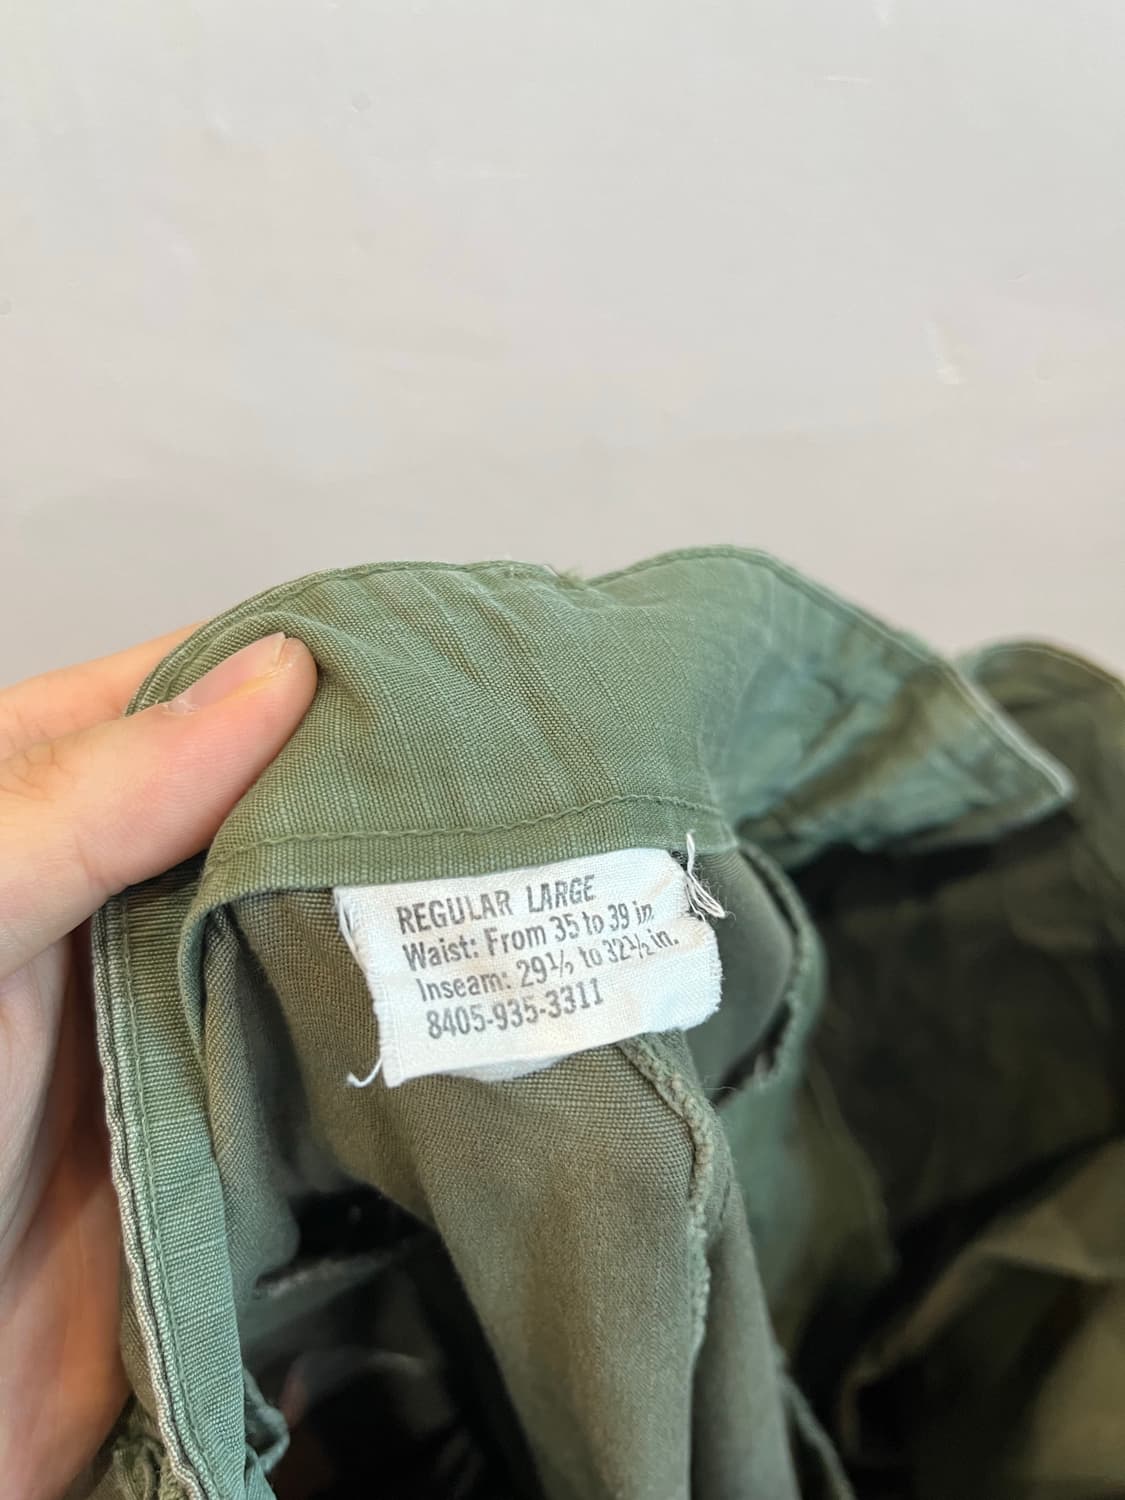 REGULAR LARGE
Waist: From 35 to 39 in.
Inseam: 29½ to 32½ in.
8405-935-3311